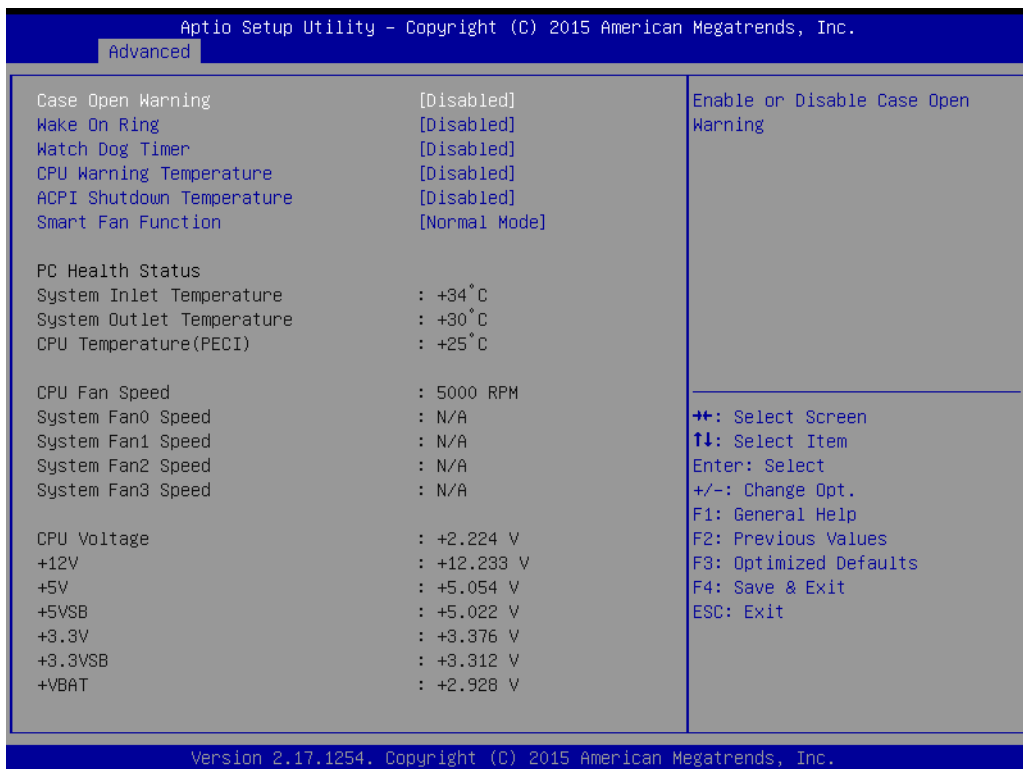 Aptio Setup Utility – Copyright (C) 2015 American Megatrends, Inc.
Advanced
Case Open Warning [Disabled]
Wake On Ring [Disabled]
Watch Dog Timer [Disabled]
CPU Warning Temperature [Disabled]
ACPI Shutdown Temperature [Disabled]
Smart Fan Function [Normal Mode]
PC Health Status
System Inlet Temperature : +34°C
System Outlet Temperature : +30°C
CPU Temperature(PECI) : +25°C
CPU Fan Speed : 5000 RPM
System Fan0 Speed : N/A
System Fan1 Speed : N/A
System Fan2 Speed : N/A
System Fan3 Speed : N/A
CPU Voltage : +2.224 V
+12V : +12.233 V
+5V : +5.054 V
+5VSB : +5.022 V
+3.3V : +3.376 V
+3.3VSB : +3.312 V
+VBAT : +2.928 V
Enable or Disable Case Open
Warning
→←: Select Screen
↑↓: Select Item
Enter: Select
+/-: Change Opt.
F1: General Help
F2: Previous Values
F3: Optimized Defaults
F4: Save & Exit
ESC: Exit
Version 2.17.1254. Copyright (C) 2015 American Megatrends, Inc.